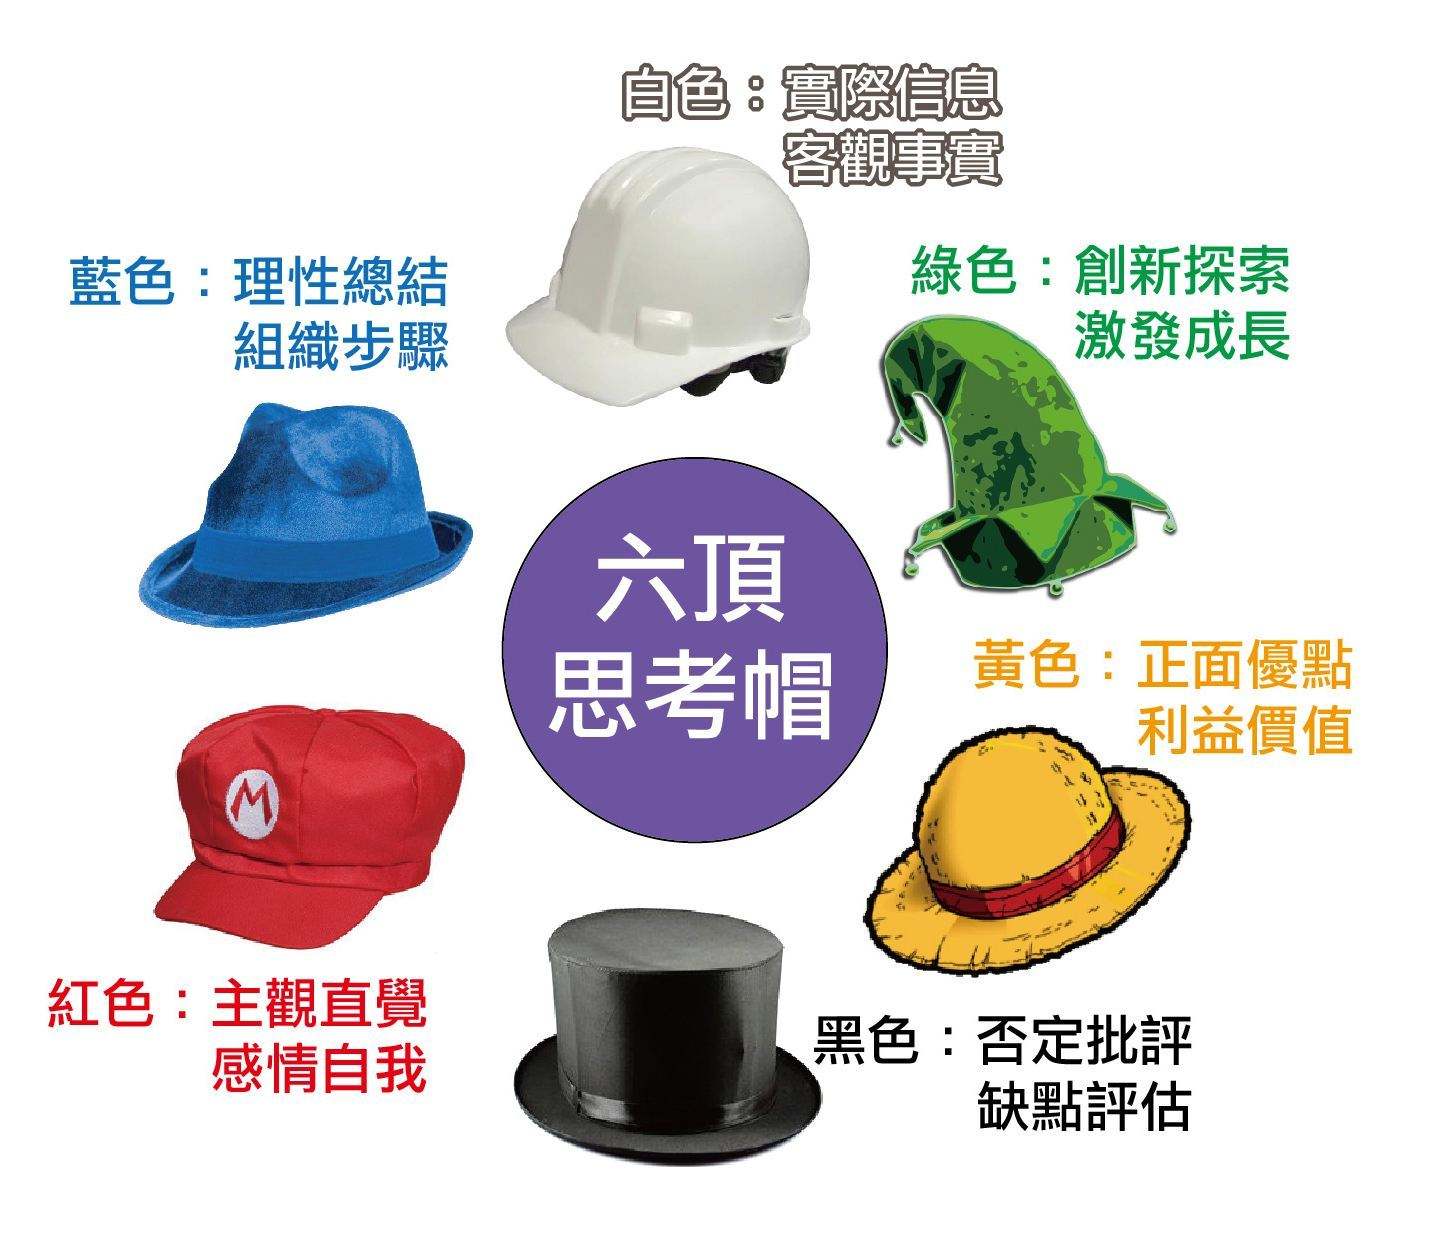 白色：實際信息
客觀事實
藍色：理性總結
組織步驟
綠色：創新探索
激發成長
六頂
思考帽
黃色：正面優點
利益價值
M
紅色：主觀直覺
感情自我
黑色：否定批評
缺點評估